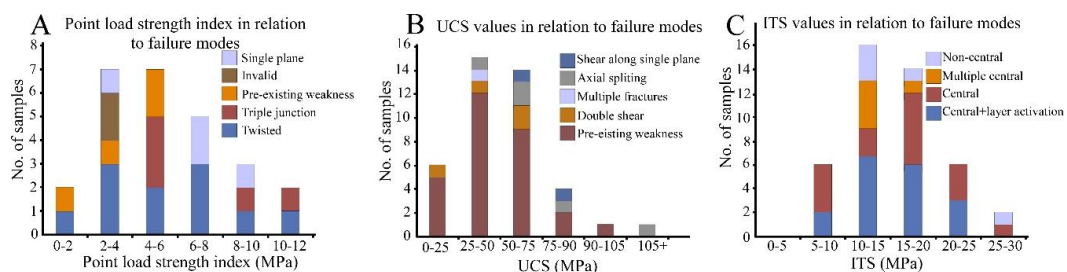 A
Point load strength index in relation
to failure modes
Single plane
Invalid
Pre-existing weakness
Triple junction
Twisted
No. of samples
8
7
6
5
4
3
2
1
0
0-2 2-4 4-6 6-8 8-10 10-12
Point load strength index (MPa)
B
UCS values in relation to failure modes
Shear along single plane
Axial spliting
Multiple fractures
Double shear
Pre-eisting weakness
No. of samples
16
14
12
10
8
6
4
2
0
0-25 25-50 50-75 75-90 90-105 105+
UCS (MPa)
C
ITS values in relation to failure modes
Non-central
Multiple central
Central
Central+layer activation
No. of samples
16
14
12
10
8
6
4
2
0
0-5 5-10 10-15 15-20 20-25 25-30
ITS (MPa)